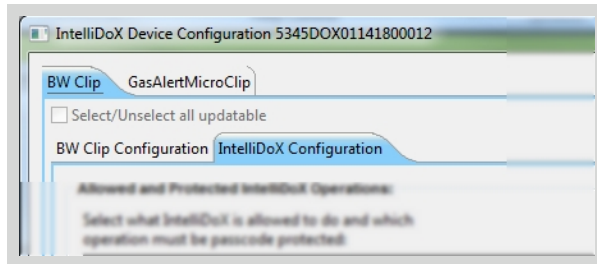 IntelliDoX Device Configuration 5345DOX01141800012
BW Clip GasAlertMicroClip
Select/Unselect all updatable
BW Clip Configuration IntelliDoX Configuration
Allowed and Protected IntelliDoX Operations:
Select what IntelliDoX is allowed to do and which
operation must be passcode protected: